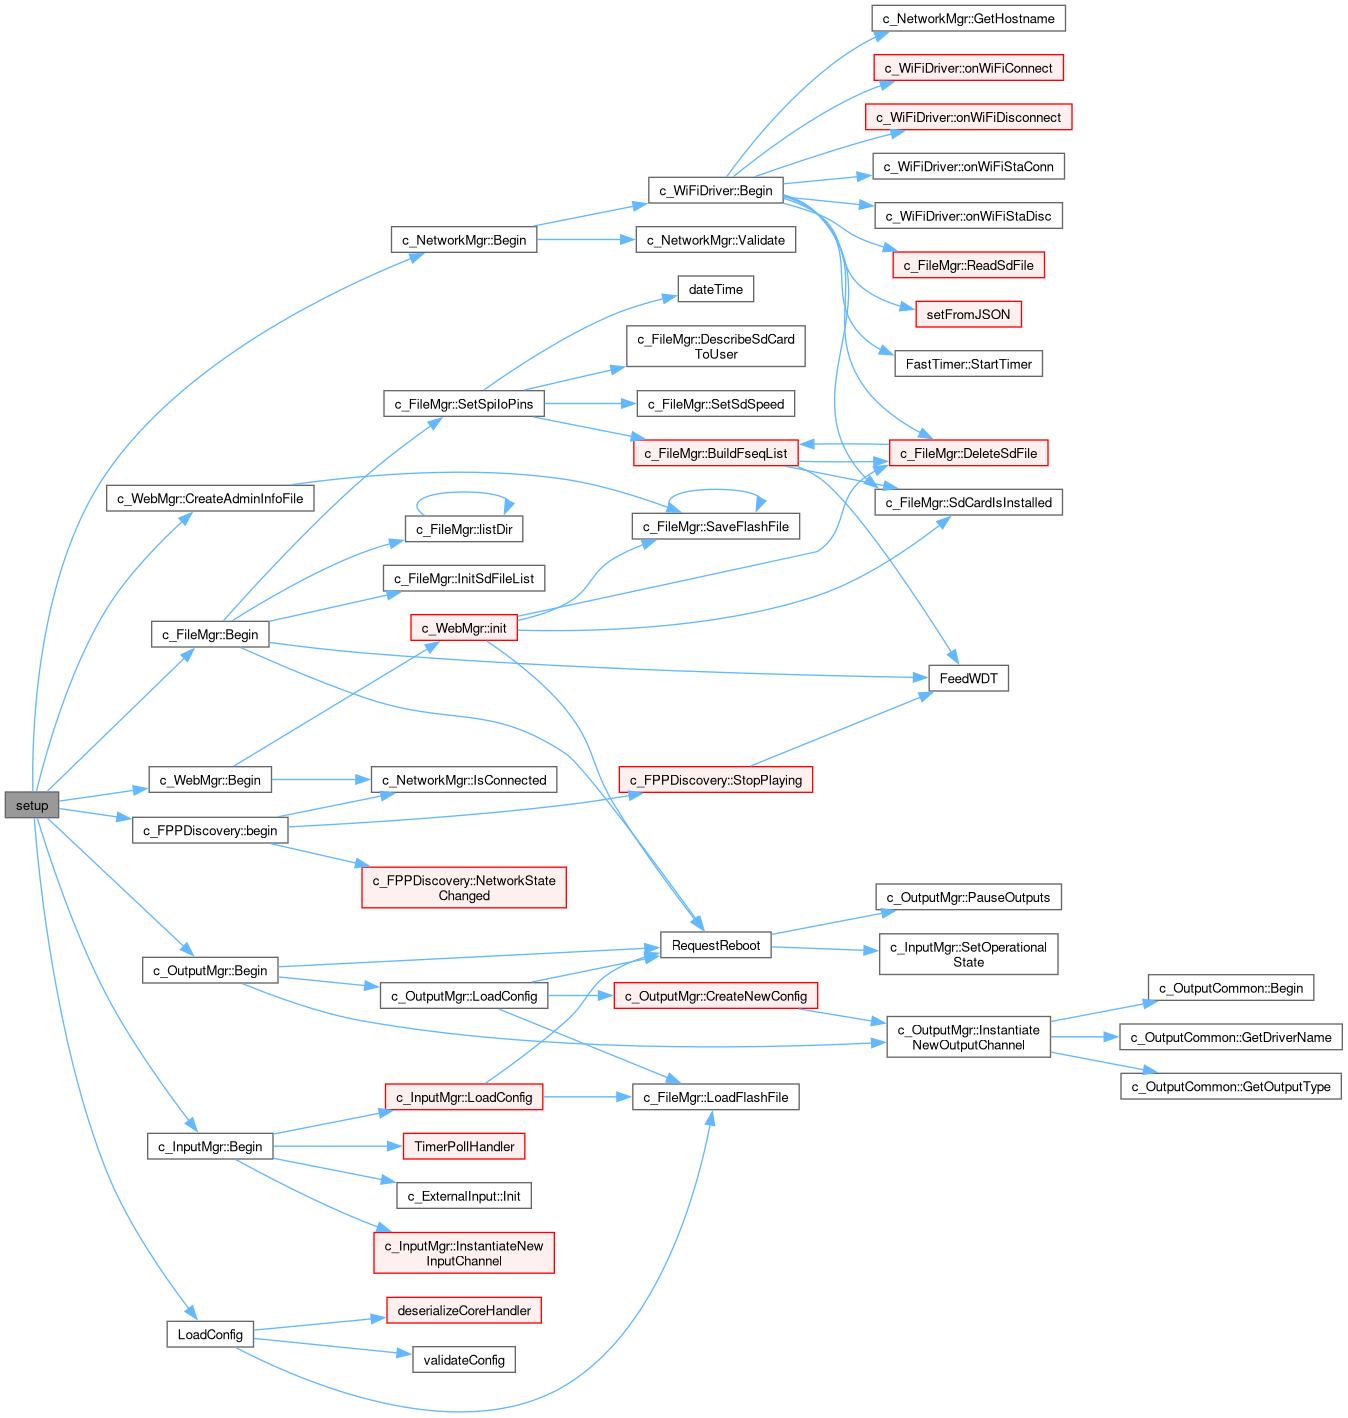 c_NetworkMgr::GetHostname
c_WiFiDriver::onWiFiConnect
c_WiFiDriver::onWiFiDisconnect
c_WiFiDriver::onWiFiStaConn
c_WiFiDriver::Begin
c_WiFiDriver::onWiFiStaDisc
c_NetworkMgr::Begin
c_NetworkMgr::Validate
c_FileMgr::ReadSdFile
dateTime
setFromJSON
c_FileMgr::DescribeSdCard
ToUser
FastTimer::StartTimer
c_FileMgr::SetSpiIoPins
c_FileMgr::SetSdSpeed
c_FileMgr::BuildFseqList
c_FileMgr::DeleteSdFile
c_WebMgr::CreateAdminInfoFile
c_FileMgr::SdCardIsInstalled
c_FileMgr::listDir
c_FileMgr::SaveFlashFile
c_FileMgr::InitSdFileList
c_FileMgr::Begin
c_WebMgr::init
FeedWDT
c_WebMgr::Begin
c_NetworkMgr::IsConnected
c_FPPDiscovery::StopPlaying
setup
c_FPPDiscovery::begin
c_FPPDiscovery::NetworkState
Changed
c_OutputMgr::PauseOutputs
RequestReboot
c_InputMgr::SetOperational
State
c_OutputMgr::Begin
c_OutputMgr::LoadConfig
c_OutputMgr::CreateNewConfig
c_OutputCommon::Begin
c_OutputMgr::Instantiate
NewOutputChannel
c_OutputCommon::GetDriverName
c_OutputCommon::GetOutputType
c_InputMgr::LoadConfig
c_FileMgr::LoadFlashFile
c_InputMgr::Begin
TimerPollHandler
c_ExternalInput::Init
c_InputMgr::InstantiateNew
InputChannel
deserializeCoreHandler
LoadConfig
validateConfig